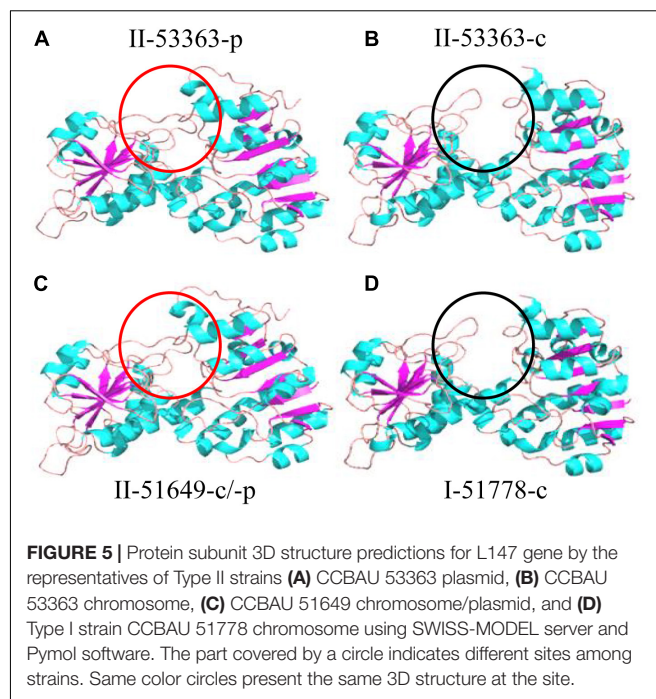 A II-53363-p
B II-53363-c
C
D
II-51649-c/-p
I-51778-c
FIGURE 5 | Protein subunit 3D structure predictions for L147 gene by the
representatives of Type II strains (A) CCBAU 53363 plasmid, (B) CCBAU
53363 chromosome, (C) CCBAU 51649 chromosome/plasmid, and (D)
Type I strain CCBAU 51778 chromosome using SWISS-MODEL server and
Pymol software. The part covered by a circle indicates different sites among
strains. Same color circles present the same 3D structure at the site.